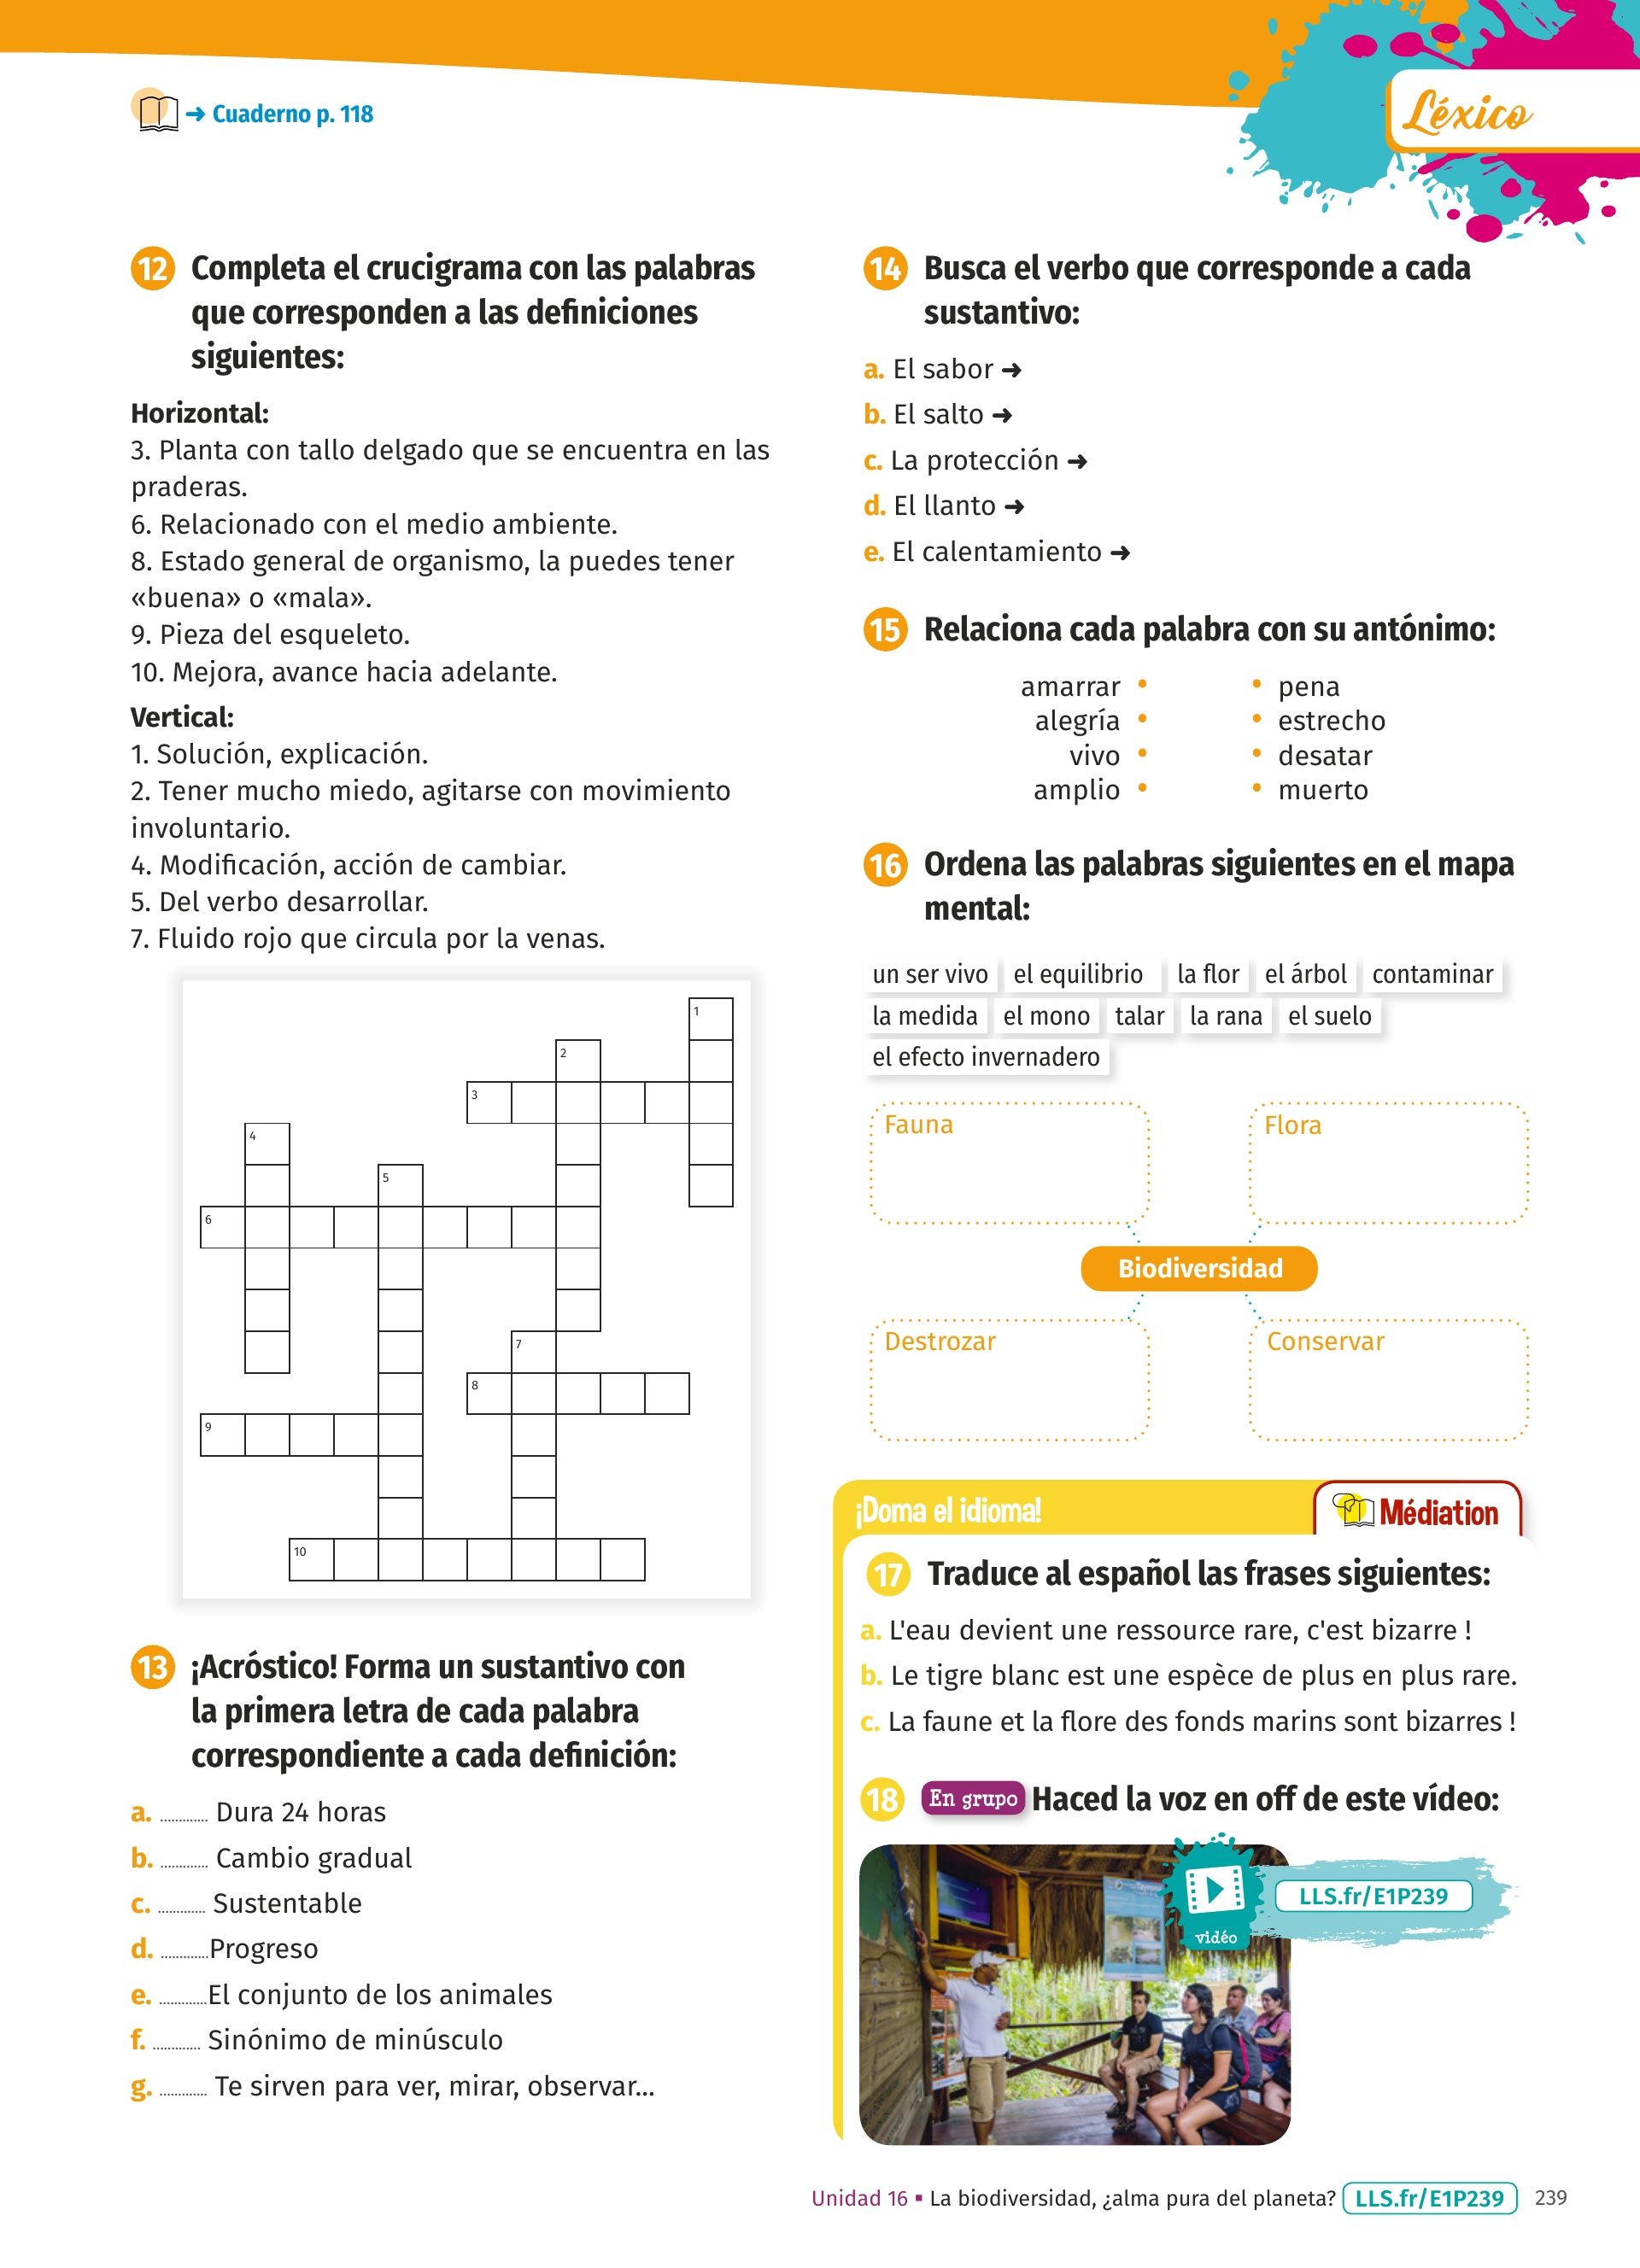 ➜ Cuaderno p. 118
Léxico
12 Completa el crucigrama con las palabras
que corresponden a las definiciones
siguientes:
Horizontal:
3. Planta con tallo delgado que se encuentra en las
praderas.
6. Relacionado con el medio ambiente.
8. Estado general de organismo, la puedes tener
«buena» o «mala».
9. Pieza del esqueleto.
10. Mejora, avance hacia adelante.
Vertical:
1. Solución, explicación.
2. Tener mucho miedo, agitarse con movimiento
involuntario.
4. Modificación, acción de cambiar.
5. Del verbo desarrollar.
7. Fluido rojo que circula por la venas.
1
2
3
4
5
6
7
8
9
10
13 ¡Acróstico! Forma un sustantivo con
la primera letra de cada palabra
correspondiente a cada definición:
a. ............. Dura 24 horas
b. ............. Cambio gradual
c. ............. Sustentable
d. .............Progreso
e. .............El conjunto de los animales
f. ............. Sinónimo de minúsculo
g. ............. Te sirven para ver, mirar, observar...
14 Busca el verbo que corresponde a cada
sustantivo:
a. El sabor ➜
b. El salto ➜
c. La protección ➜
d. El llanto ➜
e. El calentamiento ➜
15 Relaciona cada palabra con su antónimo:
amarrar • • pena
alegría • • estrecho
vivo • • desatar
amplio • • muerto
16 Ordena las palabras siguientes en el mapa
mental:
un ser vivo el equilibrio la flor el árbol contaminar
la medida el mono talar la rana el suelo
el efecto invernadero
Fauna Flora
Biodiversidad
Destrozar Conservar
¡Doma el idioma! Médiation
17 Traduce al español las frases siguientes:
a. L'eau devient une ressource rare, c'est bizarre !
b. Le tigre blanc est une espèce de plus en plus rare.
c. La faune et la flore des fonds marins sont bizarres !
18 En grupo Haced la voz en off de este vídeo:
LLS.fr/E1P239
vidéo
Unidad 16 ▪ La biodiversidad, ¿alma pura del planeta? LLS.fr/E1P239 239